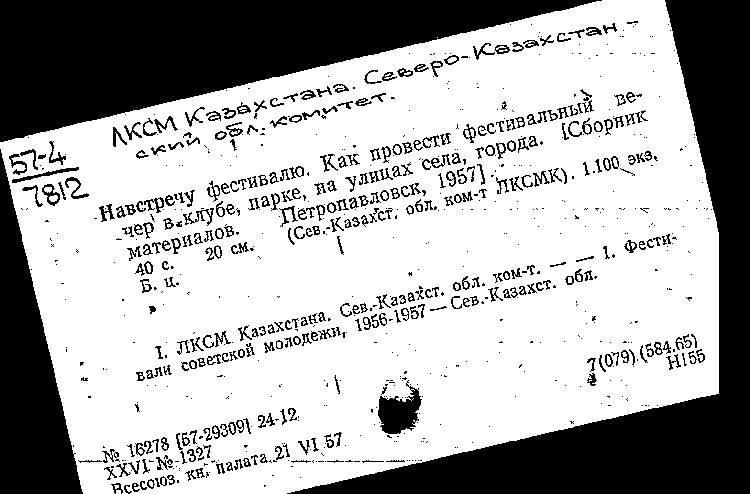 ЛКСМ Казахстана. Северо-Казахстан-
ский обл. комитет.
57-4
7812
Навстречу фестивалю. Как провести фестивальный ве-
чер в клубе, парке, на улицах села, города. [Сборник
материалов. Петропавловск, 1957].
40 с. 20 см. (Сев.-Казахст. обл. ком-т ЛКСМК). 1.100 экз.
Б. ц.
I. ЛКСМ Казахстана. Сев.-Казахст. обл. ком-т. — — 1. Фести-
вали советской молодежи, 1956-1957 — Сев.-Казахст. обл.
7(079)(584.65)
Н155
№ 16278 [57-29309] 24-12
XXVI № 1327
Всесоюз. кн. палата 21 VI 57